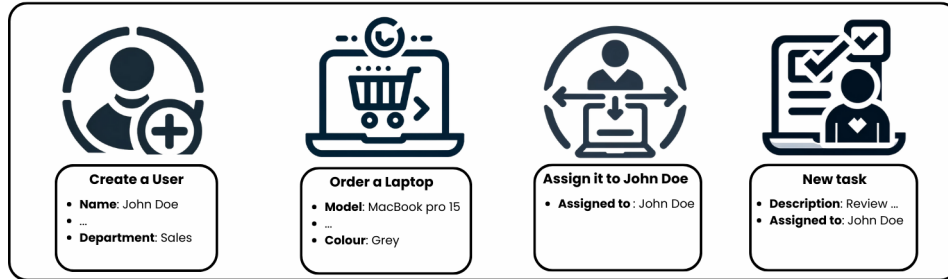 Create a User
• Name: John Doe
• ...
• Department: Sales
Order a Laptop
• Model: MacBook pro 15
• ...
• Colour: Grey
Assign it to John Doe
• Assigned to : John Doe
New task
• Description: Review ...
• Assigned to: John Doe